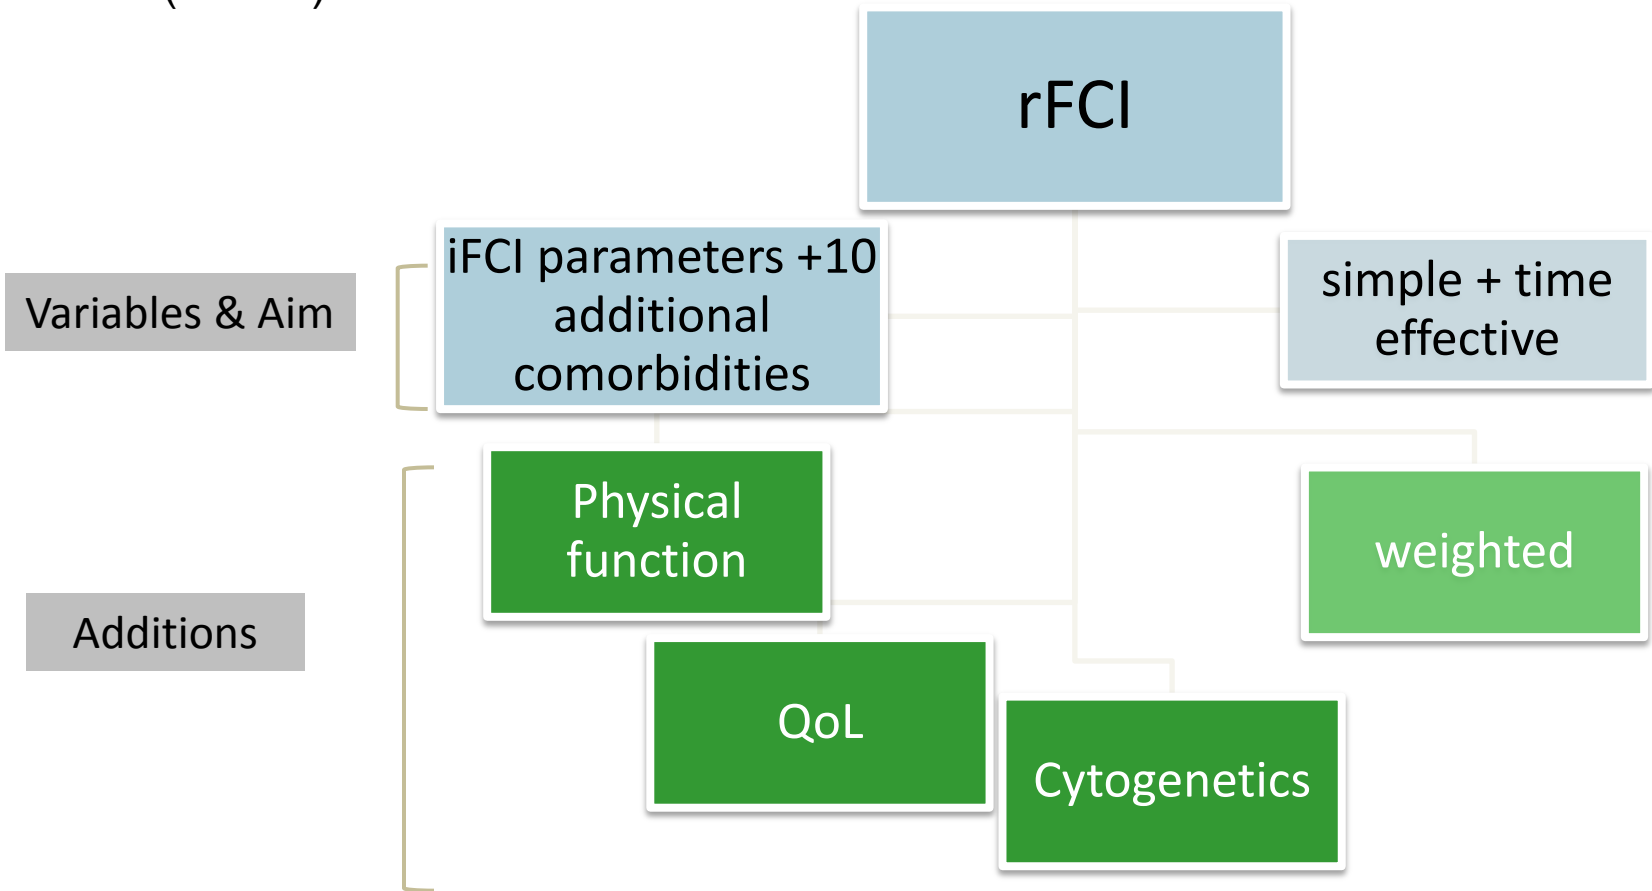 rFCI
iFCI parameters +10
additional
comorbidities
simple + time
effective
Variables & Aim
Physical
function
weighted
Additions
QoL
Cytogenetics